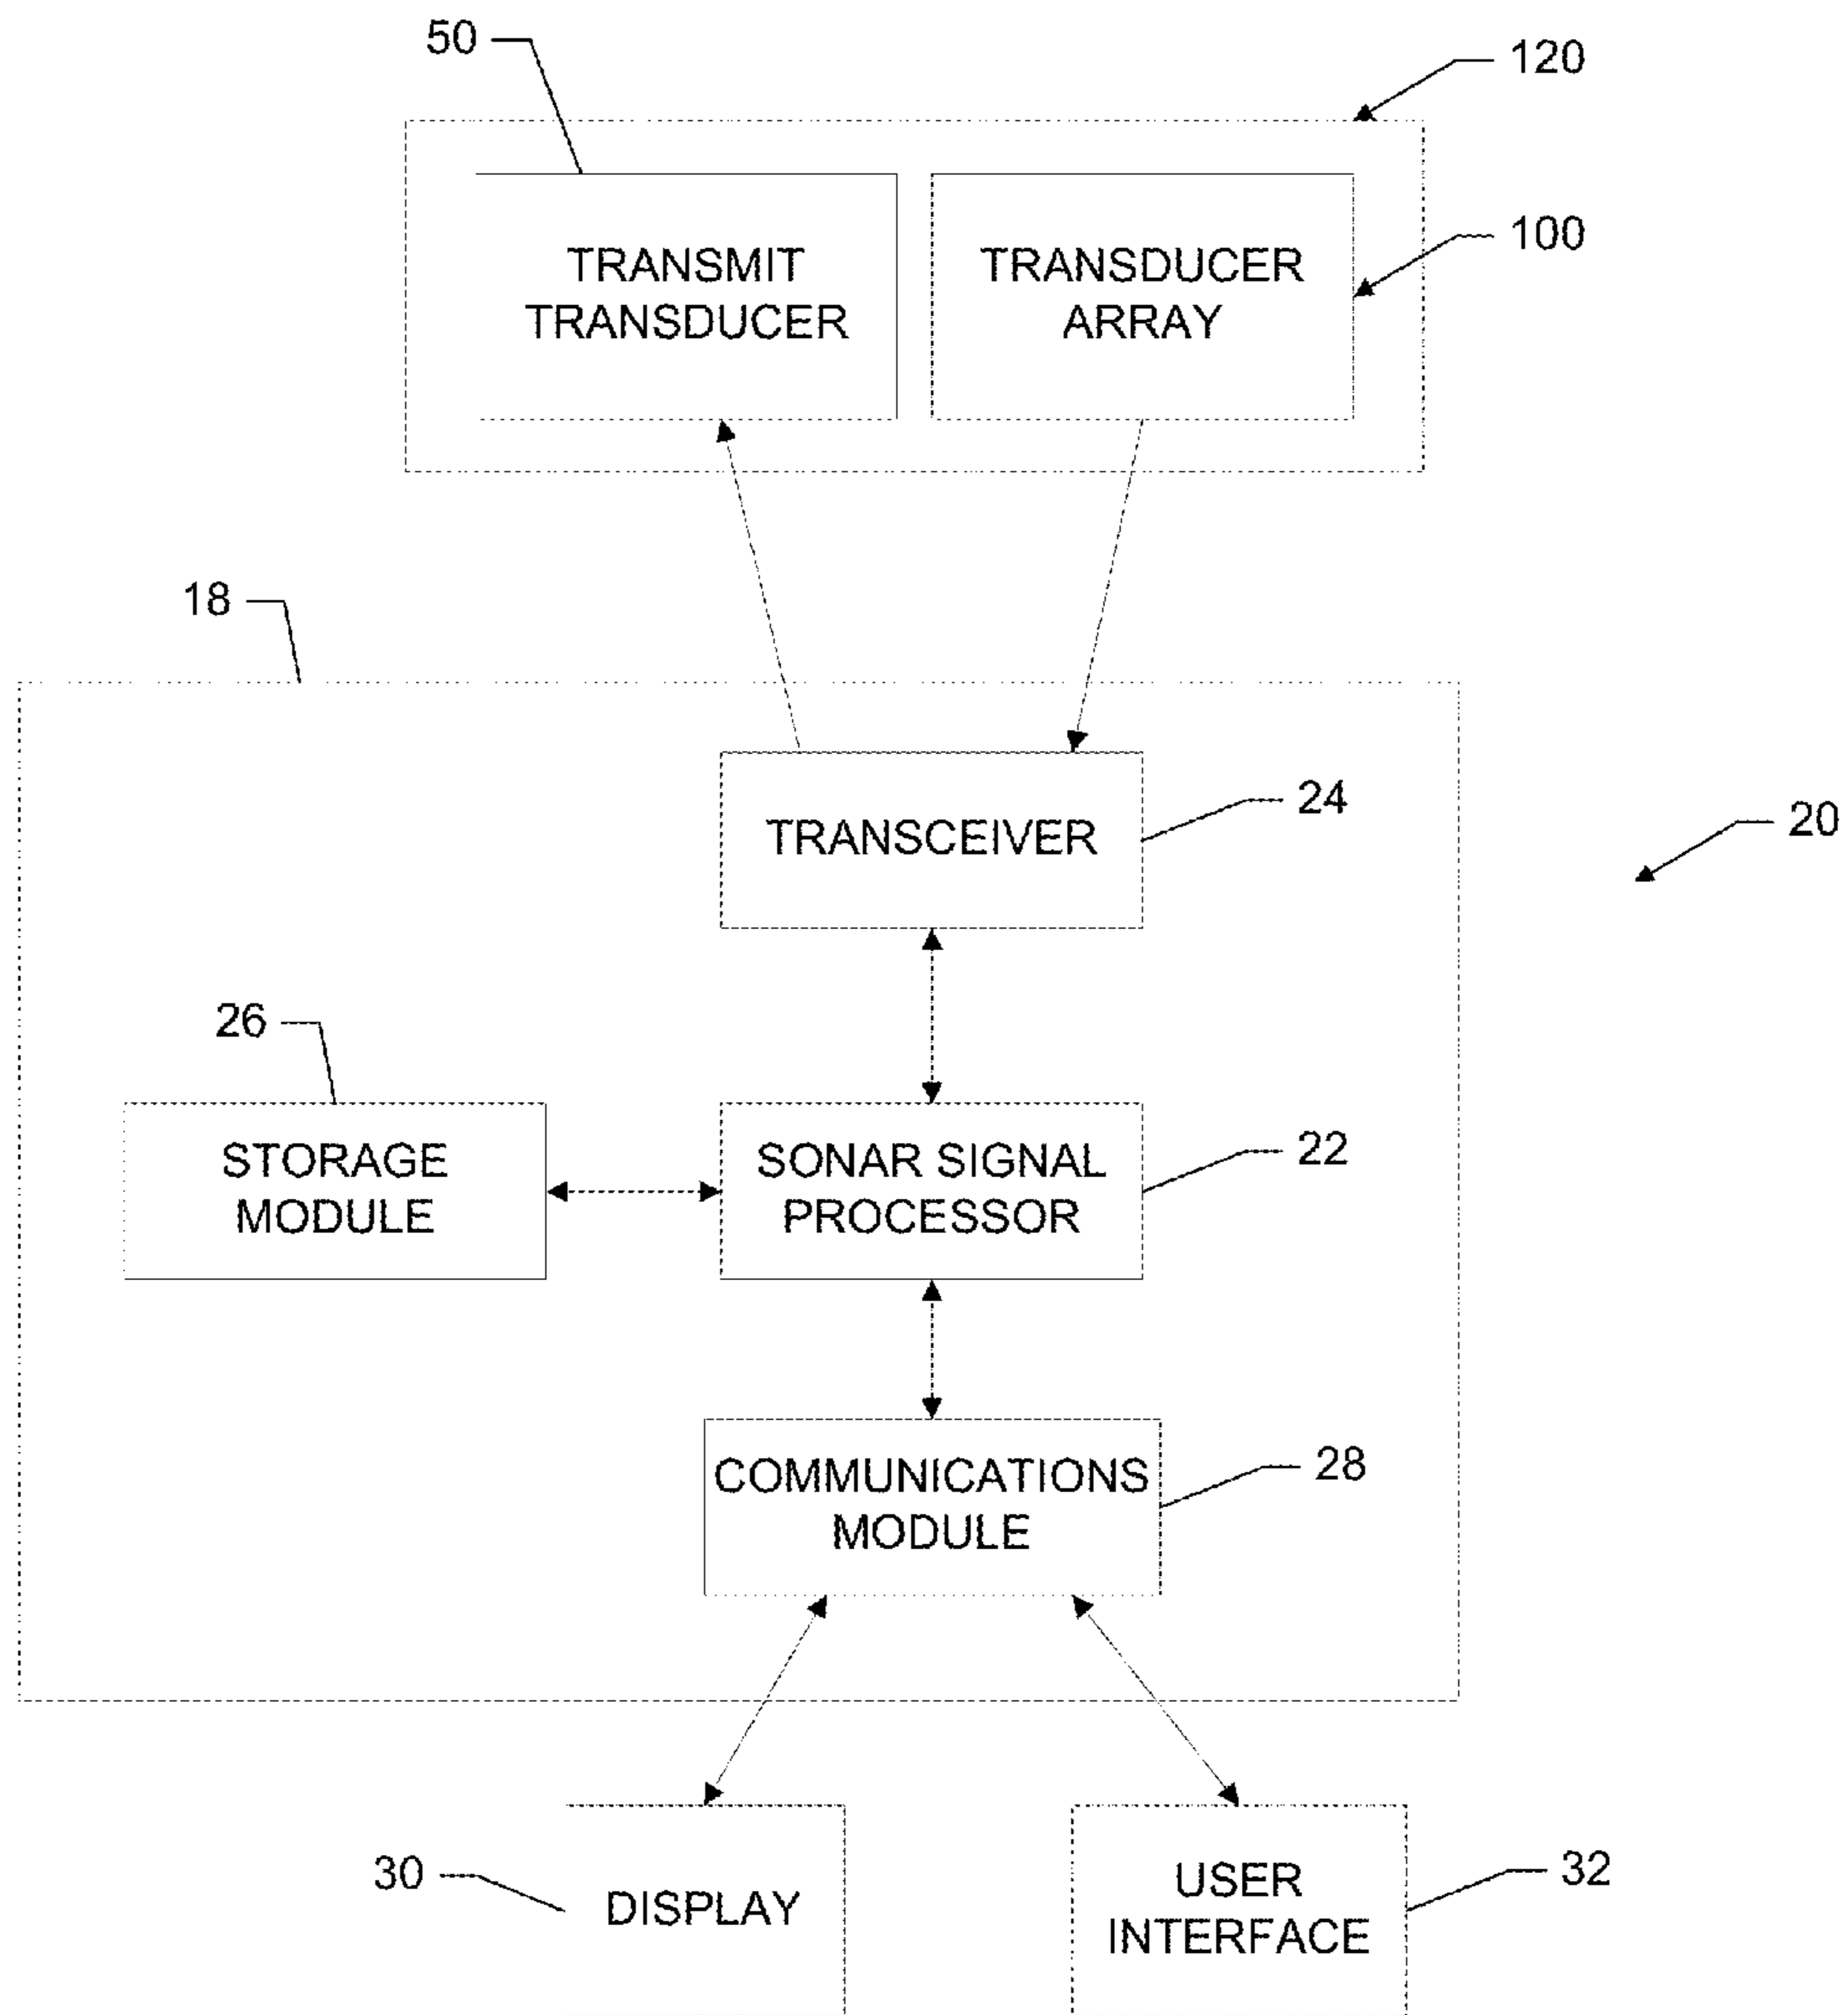 50
120
TRANSMIT
TRANSDUCER
TRANSDUCER
ARRAY
100
18
TRANSCEIVER
24
20
26
STORAGE
MODULE
SONAR SIGNAL
PROCESSOR
22
COMMUNICATIONS
MODULE
28
30
DISPLAY
USER
INTERFACE
32